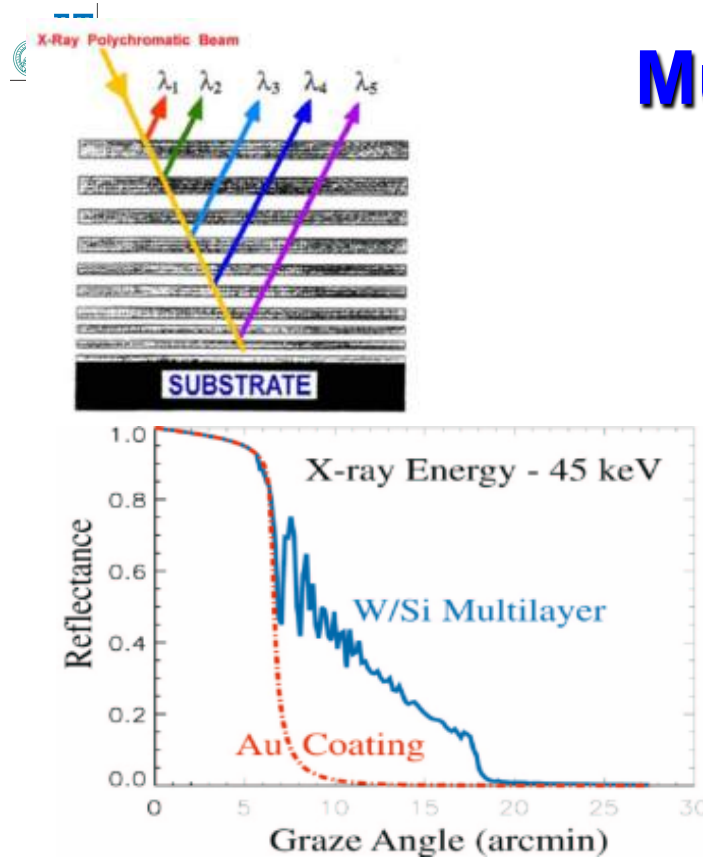 X-Ray Polychromatic Beam
Mu
λ1 λ2 λ3 λ4 λ5
SUBSTRATE
1.0
0.8
0.6
0.4
0.2
0.0
Reflectance
X-ray Energy - 45 keV
W/Si Multilayer
Au Coating
0 5 10 15 20 25 30
Graze Angle (arcmin)